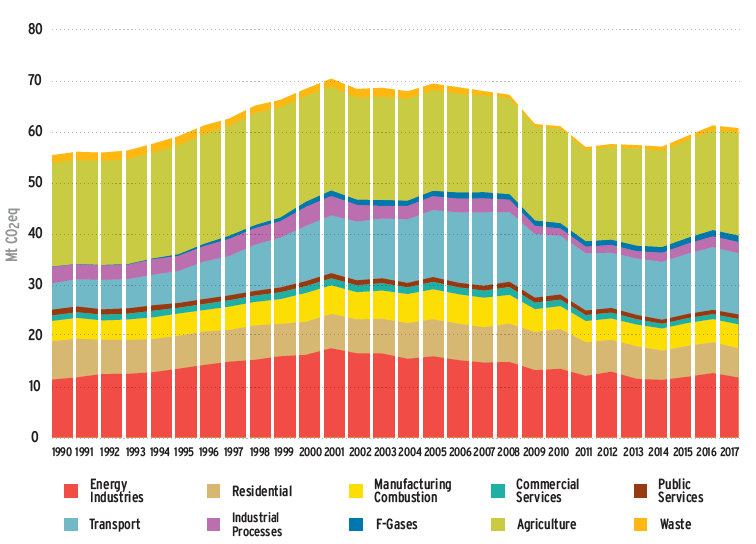 80
70
60
50
40
30
20
10
0
Mt CO2eq
1990 1991 1992 1993 1994 1995 1996 1997 1998 1999 2000 2001 2002 2003 2004 2005 2006 2007 2008 2009 2010 2011 2012 2013 2014 2015 2016 2017
Energy
Industries
Residential
Manufacturing
Combustion
Commercial
Services
Public
Services
Transport
Industrial
Processes
F-Gases
Agriculture
Waste